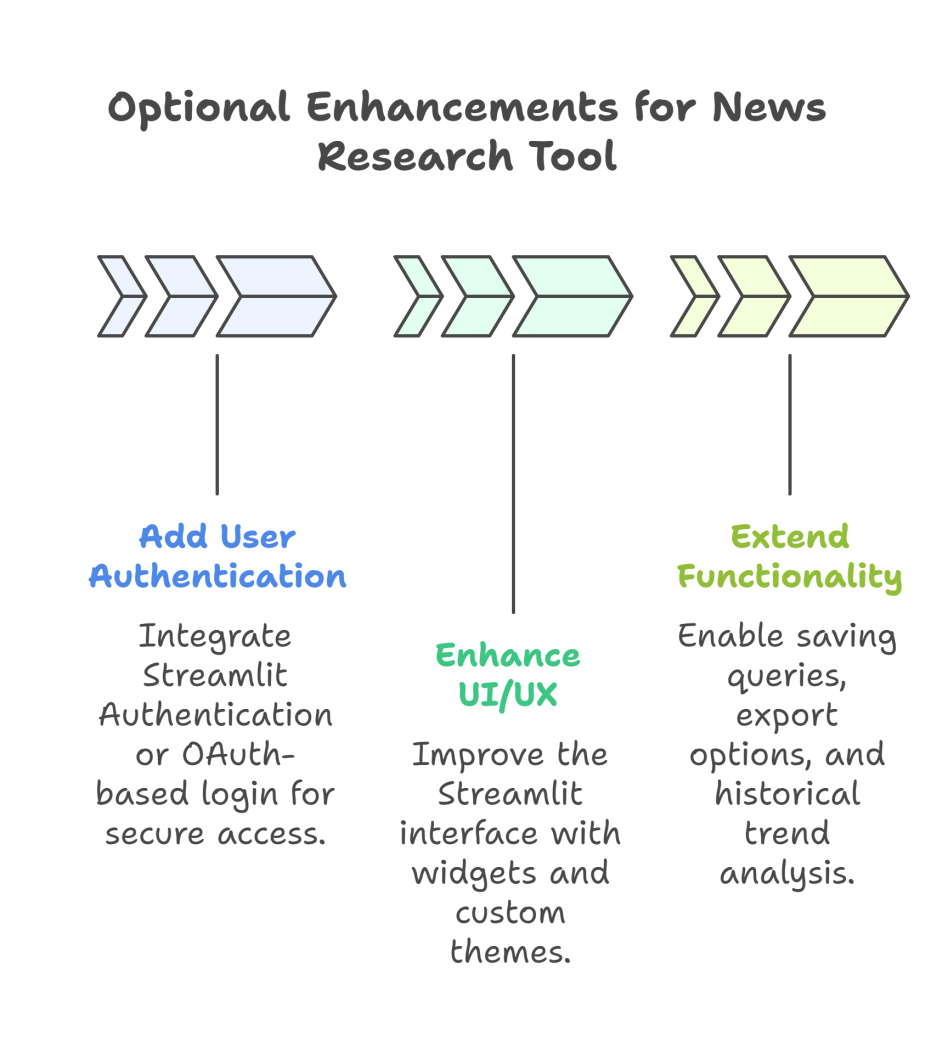 Optional Enhancements for News
Research Tool
Add User
Authentication
Integrate
Streamlit
Authentication
or OAuth-
based login for
secure access.
Enhance
UI/UX
Improve the
Streamlit
interface with
widgets and
custom
themes.
Extend
Functionality
Enable saving
queries,
export
options, and
historical
trend
analysis.